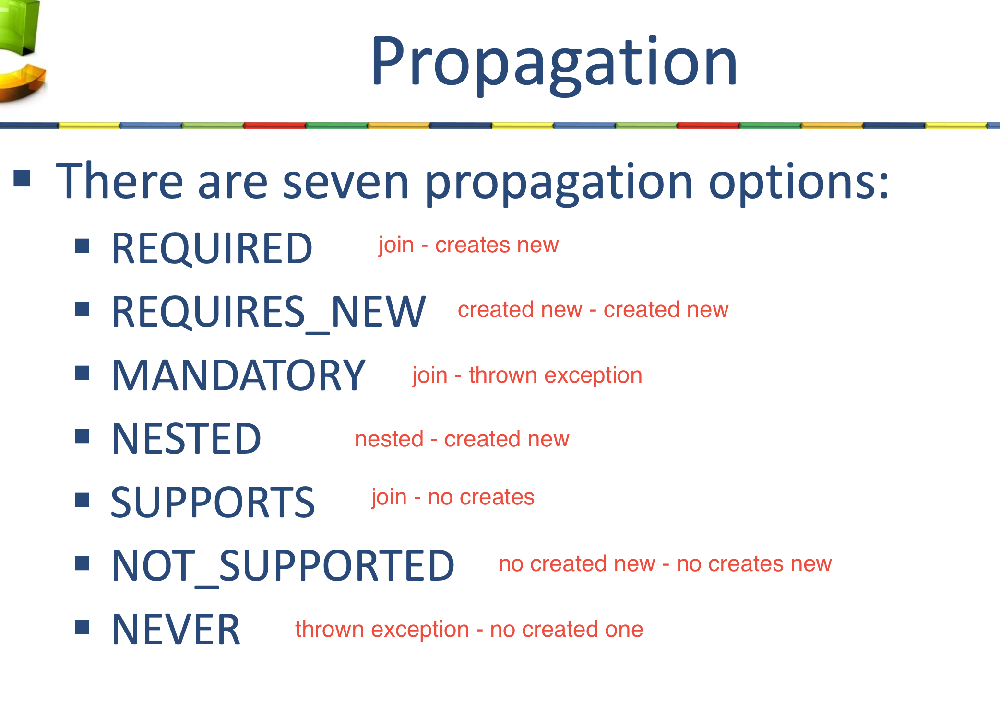 Propagation
There are seven propagation options:
REQUIRED join - creates new
REQUIRES_NEW created new - created new
MANDATORY join - thrown exception
NESTED nested - created new
SUPPORTS join - no creates
NOT_SUPPORTED no created new - no creates new
NEVER thrown exception - no created one